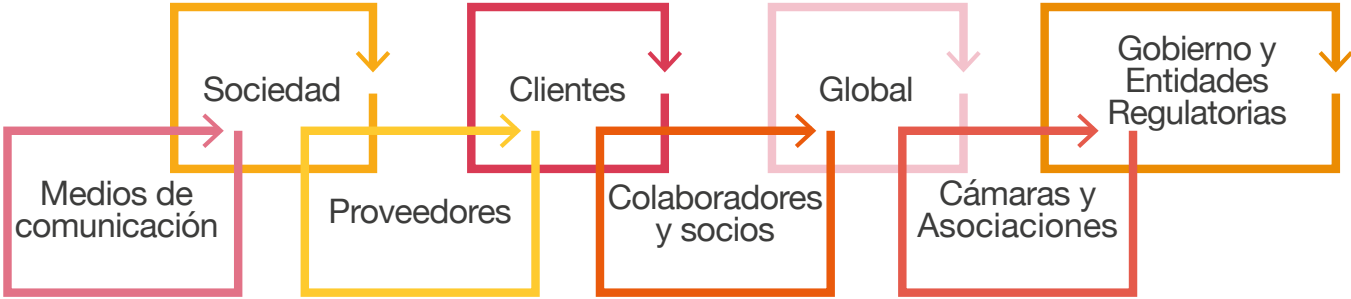 Sociedad
Clientes
Global
Gobierno y
Entidades
Regulatorias
Medios de
comunicación
Proveedores
Colaboradores
y socios
Cámaras y
Asociaciones